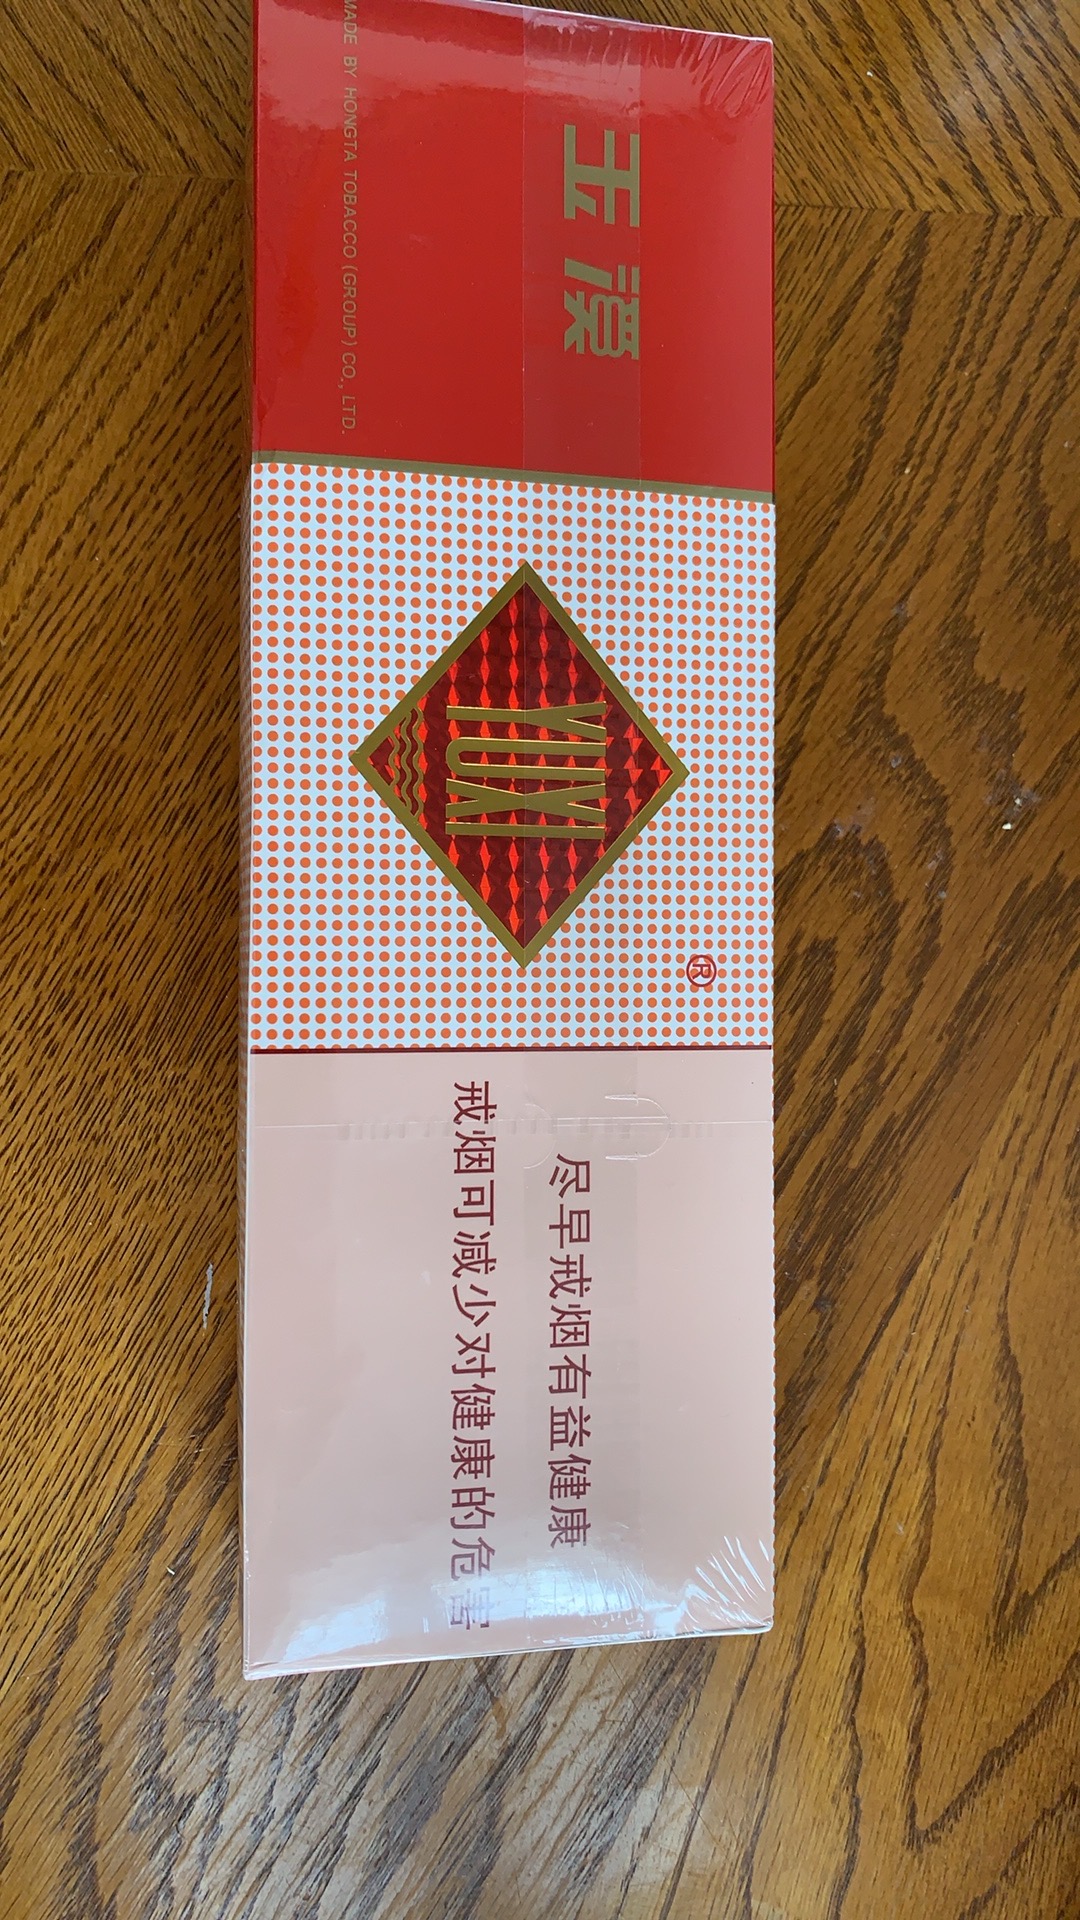 玉溪
MADE BY HONGTA TOBACCO (GROUP) CO., LTD.
YUXI
®
尽早戒烟有益健康
戒烟可减少对健康的危害